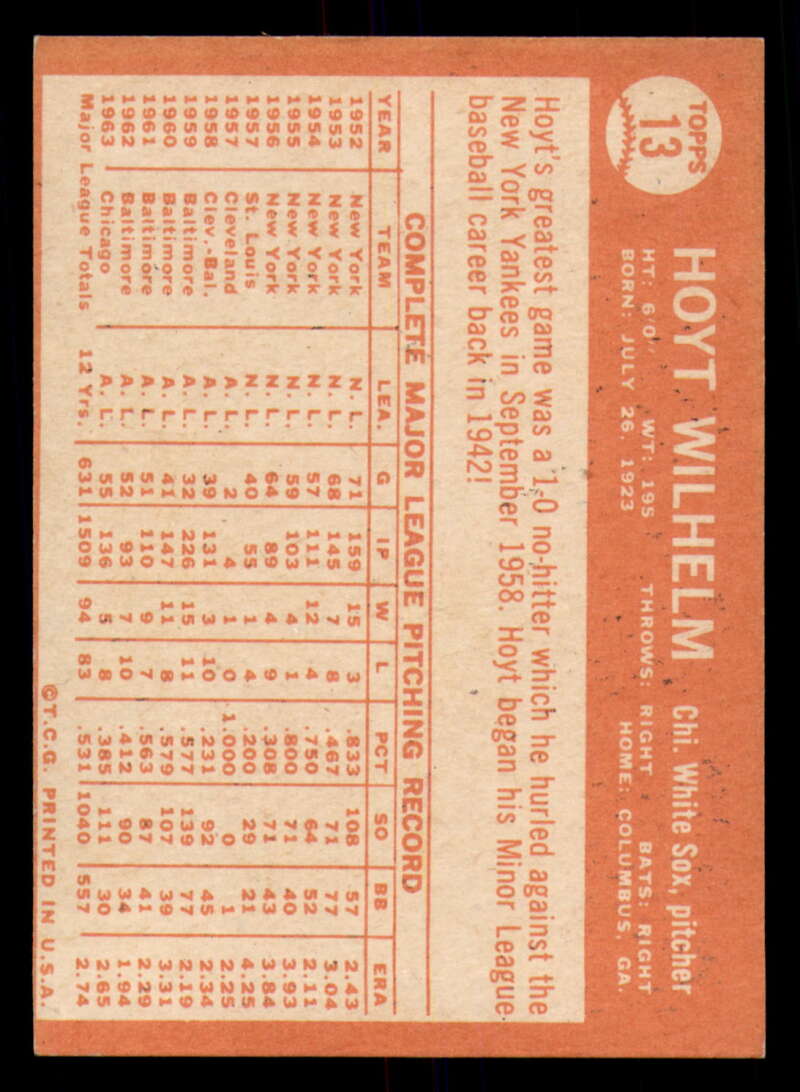 TOPPS
13
HOYT WILHELM Chi. White Sox, pitcher
HT: 6'0" WT: 195 THROWS: RIGHT BATS: RIGHT
BORN: JULY 26, 1923 HOME: COLUMBUS, GA.
Hoyt's greatest game was a 1-0 no-hitter which he hurled against the
New York Yankees in September 1958. Hoyt began his Minor League
baseball career back in 1942!
COMPLETE MAJOR LEAGUE PITCHING RECORD
YEAR TEAM LEA. G IP W L PCT SO BB ERA
1952 New York N. L. 71 159 15 3 .833 108 57 2.43
1953 New York N. L. 68 145 7 8 .467 71 77 3.04
1954 New York N. L. 57 111 12 4 .750 64 52 2.11
1955 New York N. L. 59 103 4 1 .800 71 40 3.93
1956 New York N. L. 64 89 4 9 .308 71 43 3.84
1957 St. Louis N. L. 40 55 1 4 .200 29 21 4.25
1957 Cleveland A. L. 2 4 1 0 1.000 0 1 2.25
1958 Clev.-Bal. A. L. 39 131 3 10 .231 92 45 2.34
1959 Baltimore A. L. 32 226 15 11 .577 139 77 2.19
1960 Baltimore A. L. 41 147 11 8 .579 107 39 3.31
1961 Baltimore A. L. 51 110 9 7 .563 87 41 2.29
1962 Baltimore A. L. 52 93 7 10 .412 90 34 1.94
1963 Chicago A. L. 55 136 5 8 .385 111 30 2.65
Major League Totals 12 Yrs. 631 1509 94 83 .531 1040 557 2.74
©T.C.G. PRINTED IN U.S.A.